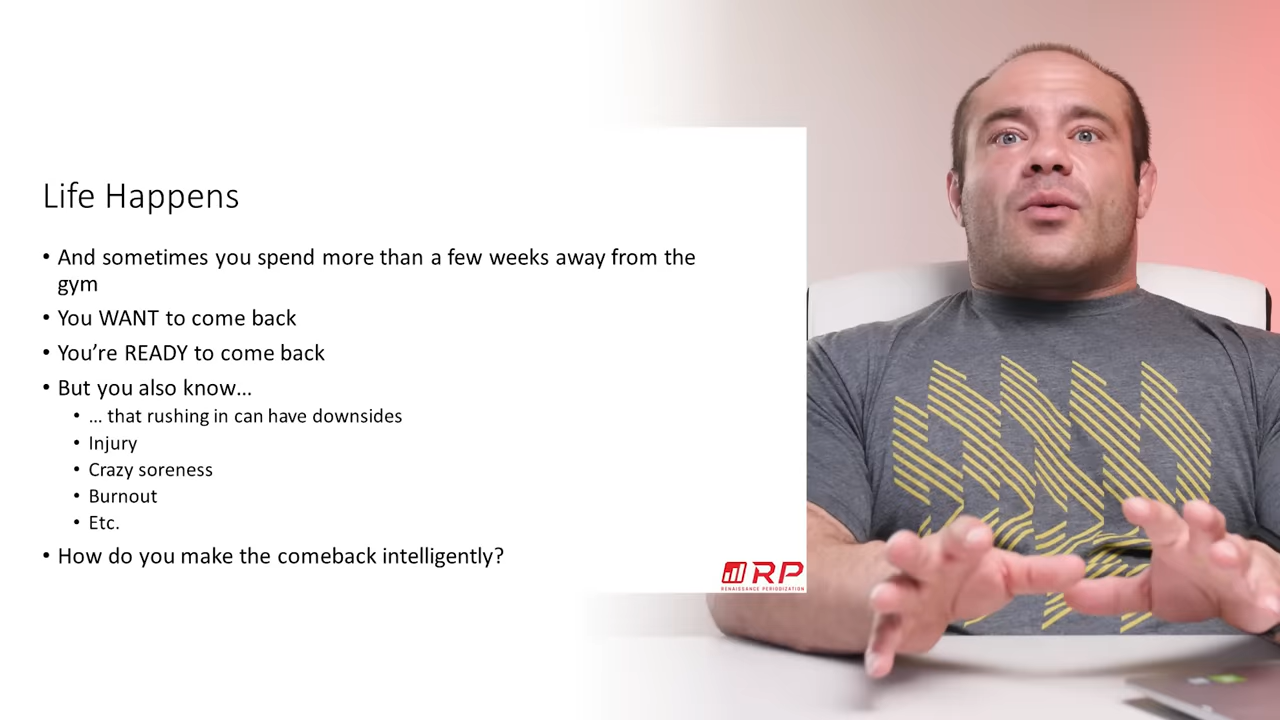 Life Happens
• And sometimes you spend more than a few weeks away from the
gym
• You WANT to come back
• You’re READY to come back
• But you also know…
• … that rushing in can have downsides
• Injury
• Crazy soreness
• Burnout
• Etc.
• How do you make the comeback intelligently?
RP
RENAISSANCE PERIODIZATION